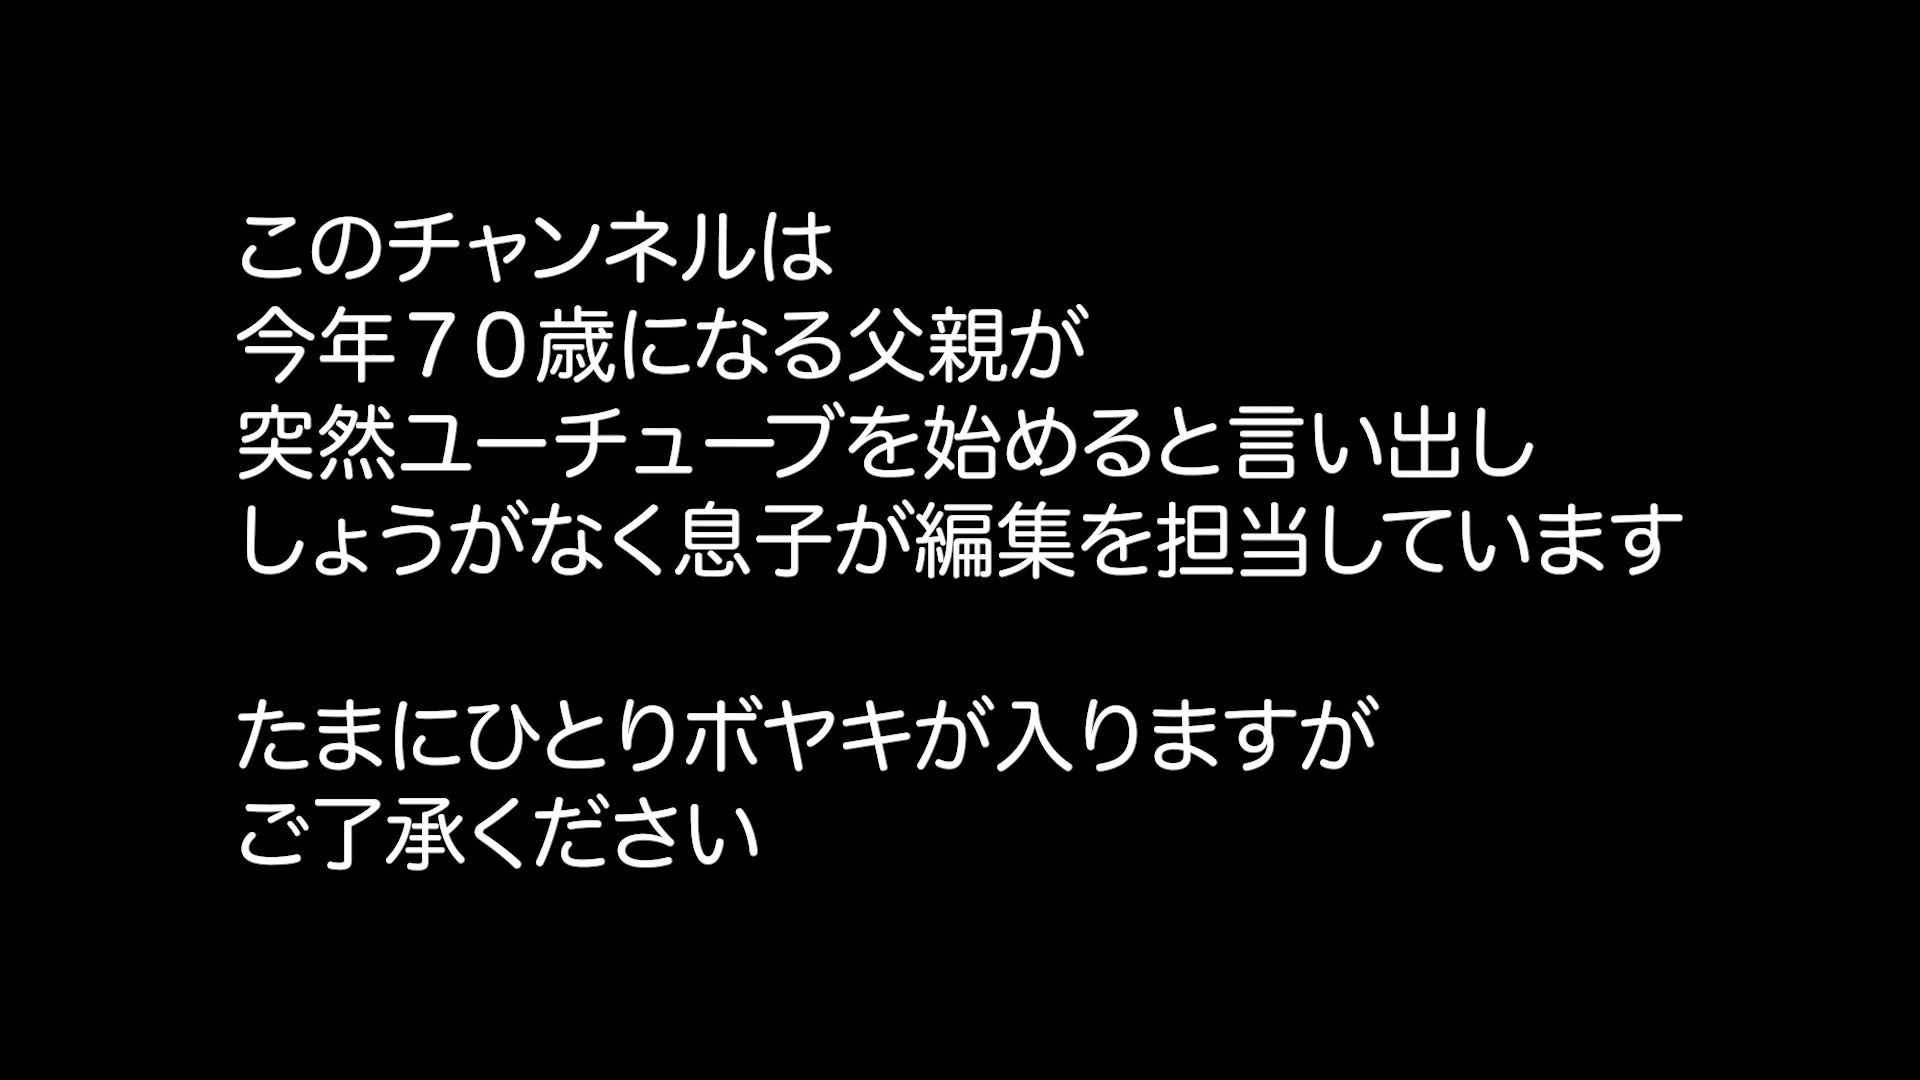 このチャンネルは
今年７０歳になる父親が
突然ユーチューブを始めると言い出し
しょうがなく息子が編集を担当しています
たまにひとりボヤキが入りますが
ご了承ください